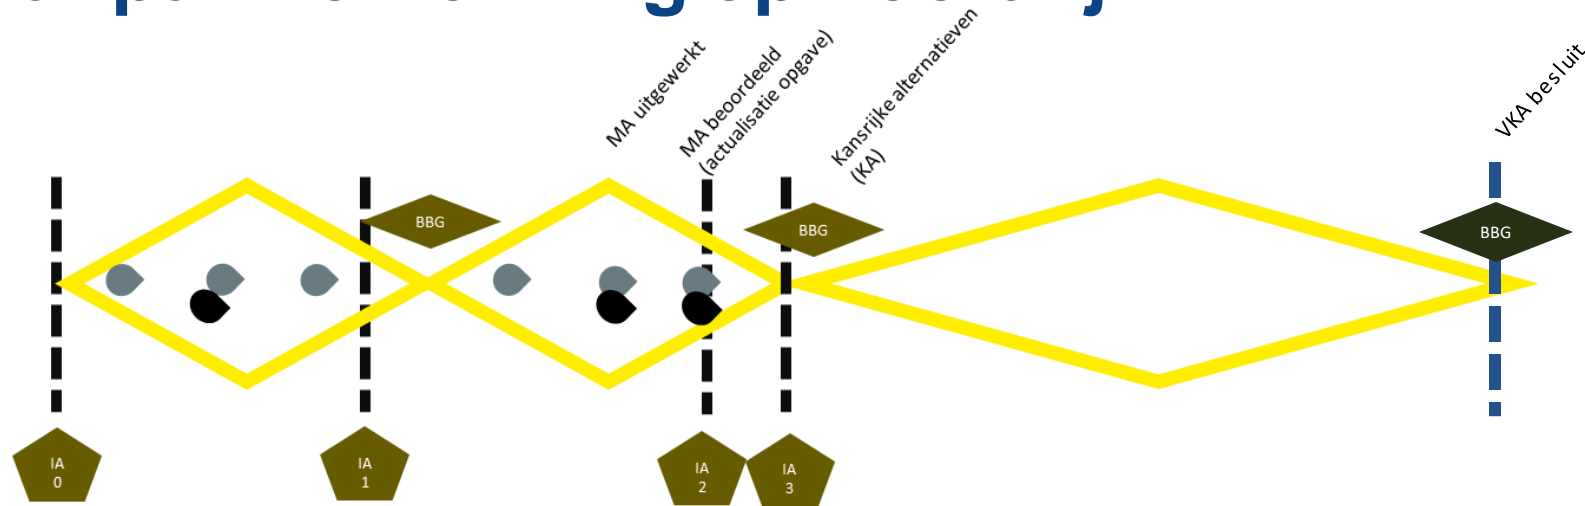 MA uitgewerkt
MA beoordeeld
(actualisatie opgave)
Kansrijke alternatieven
(KA)
VKA besluit
BBG
BBG
BBG
IA
0
IA
1
IA
2
IA
3